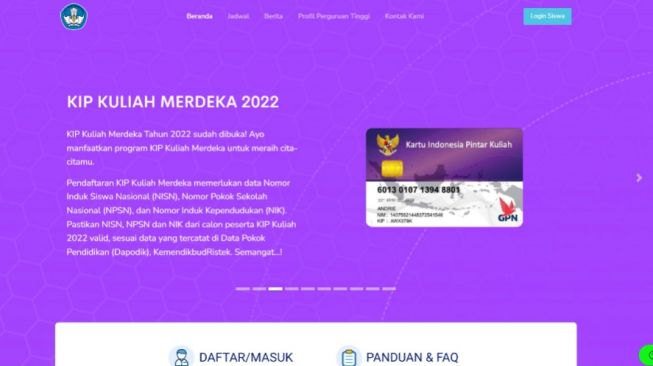 Beranda Jadwal Berita Profil Perguruan Tinggi Kontak Kami Login Siswa
KIP KULIAH MERDEKA 2022
KIP Kuliah Merdeka Tahun 2022 sudah dibuka! Ayo
manfaatkan program KIP Kuliah Merdeka untuk meraih cita-
citamu.
Pendaftaran KIP Kuliah Merdeka memerlukan data Nomor
Induk Siswa Nasional (NISN), Nomor Pokok Sekolah
Nasional (NPSN), dan Nomor Induk Kependudukan (NIK).
Pastikan NISN, NPSN dan NIK dari calon peserta KIP Kuliah
2022 valid, sesuai data yang tercatat di Data Pokok
Pendidikan (Dapodik), KemendikbudRistek. Semangat...!
Kartu Indonesia Pintar Kuliah
6013 0107 1394 8801
ANDRIE
NIM :
KIP :
GPN
DAFTAR/MASUK
PANDUAN & FAQ